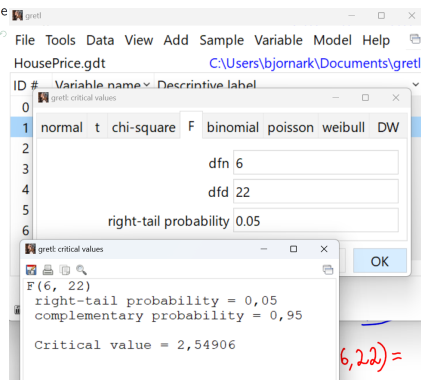 e
gretl
File Tools Data View Add Sample Variable Model Help
HousePrice.gdt C:\Users\bjornark\Documents\gretl
ID # Variable name Descriptive label
0
gretl: critical values
1
normal t chi-square F binomial poisson weibull DW
2
dfn 6
3
dfd 22
4
5
right-tail probability 0.05
6
gretl: critical values
OK
F(6, 22)
right-tail probability = 0,05
complementary probability = 0,95
Critical value = 2,54906
6,22) =